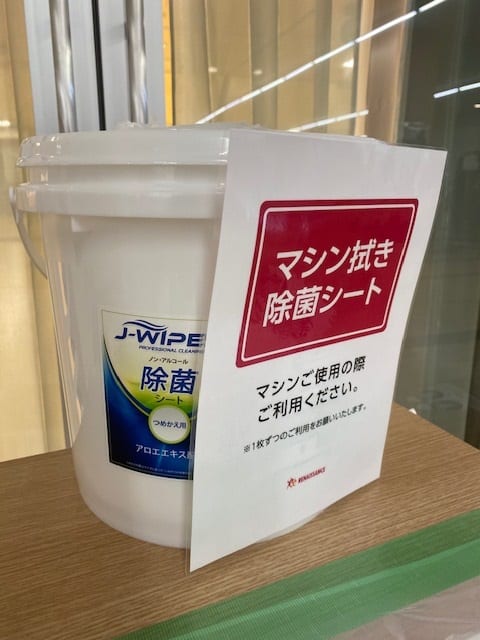 J-WIPE
PROFESSIONAL CLEANING
ノン・アルコール
除菌
シート
つめかえ用
アロエエキス配
マシン拭き
除菌シート
マシンご使用の際
ご利用ください。
※1枚ずつのご利用をお願いいたします。
RENAISSANCE